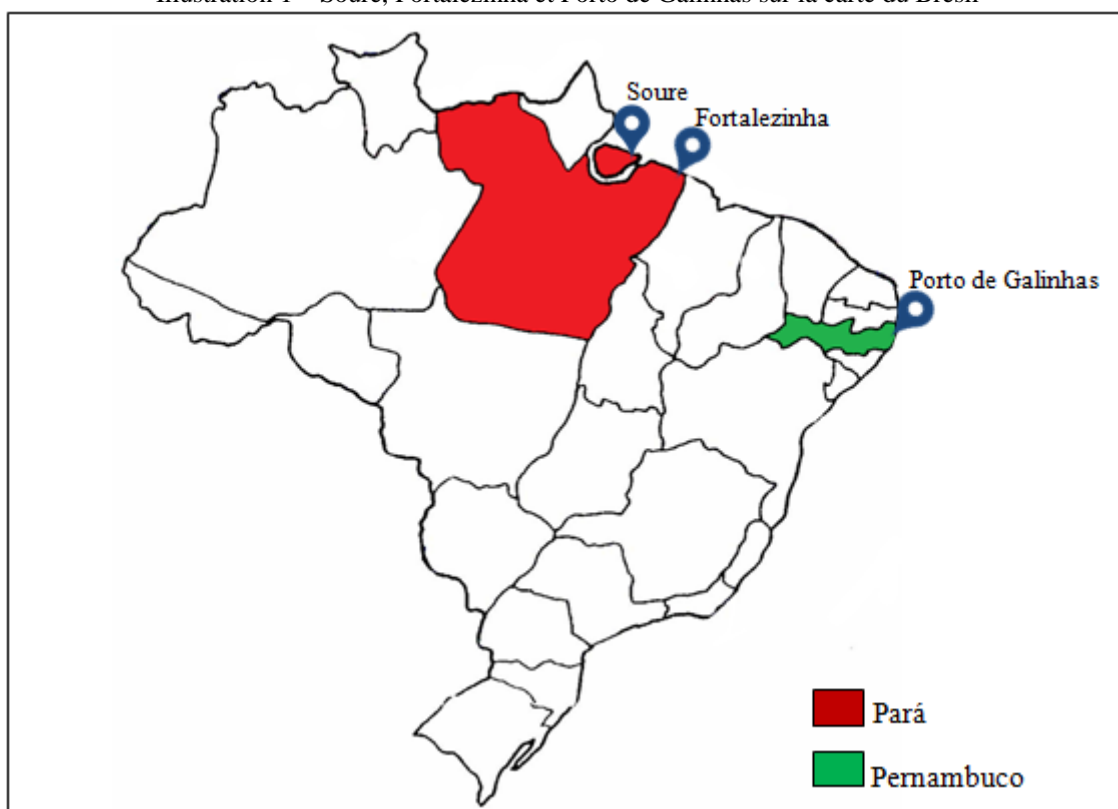 Illustration 1 – Soure, Fortalezinha et Porto de Galinhas sur la carte du Brésil
Soure
Fortalezinha
Porto de Galinhas
Pará
Pernambuco